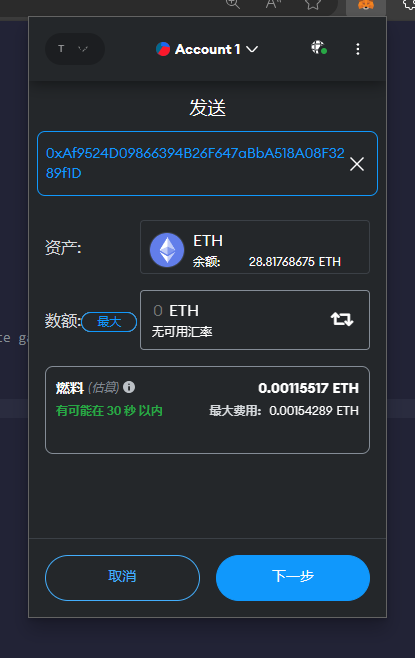 T
Account 1
发送
0xAf9524D09866394B26F647aBbA518A08F32
89f1D
资产:
ETH
余额: 28.81768675 ETH
数额:
最大
0 ETH
无可用汇率
燃料 (估算) 0.00115517 ETH
有可能在 30 秒 以内 最大费用: 0.00154289 ETH
取消
下一步